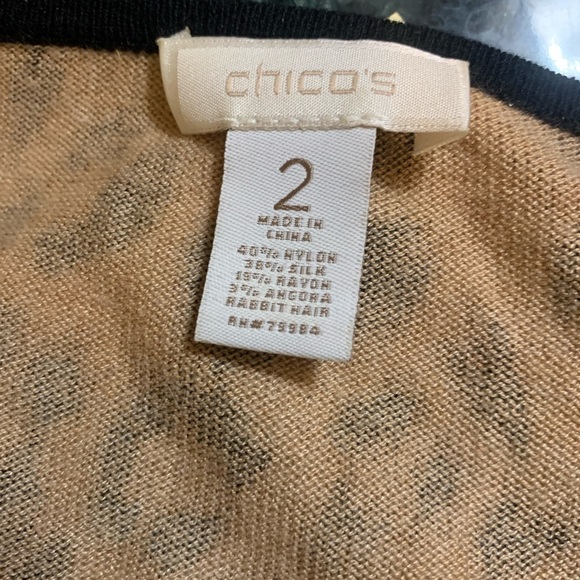 chico's
2
MADE IN
CHINA
40% NYLON
38% SILK
19% RAYON
3% ANGORA
RABBIT HAIR
RN# 79984